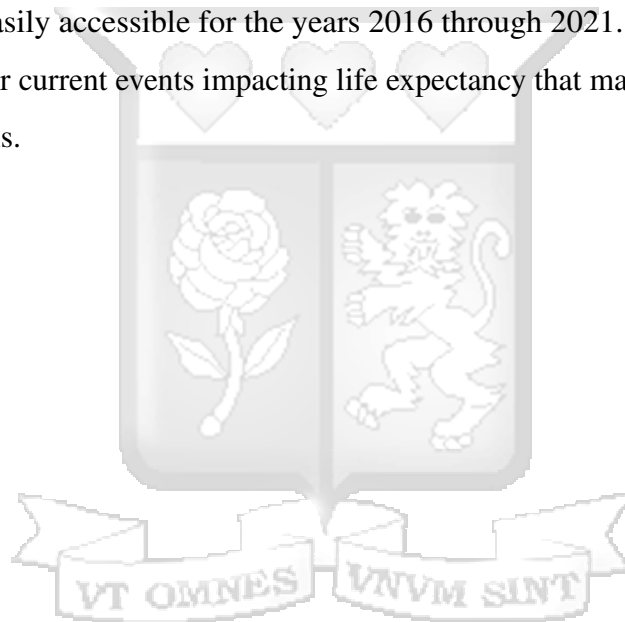 asily accessible for the years 2016 through 2021.
r current events impacting life expectancy that ma
s.
VT OMNES VNVM SINT